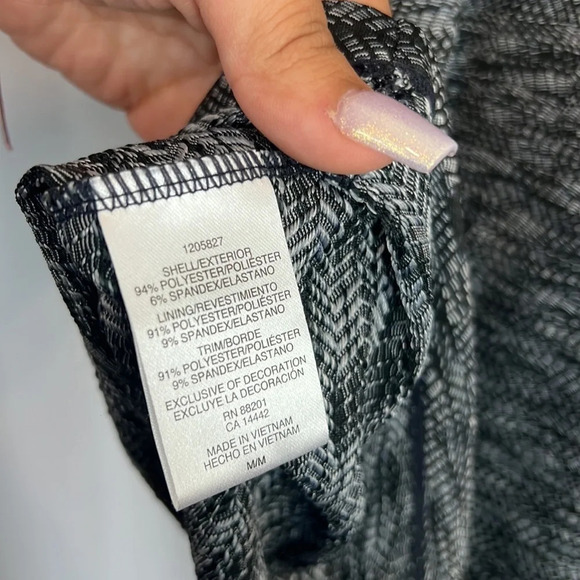 1205827
SHELL/EXTERIOR
94% POLYESTER/POLIÉSTER
6% SPANDEX/ELASTANO
LINING/REVESTIMIENTO
91% POLYESTER/POLIÉSTER
9% SPANDEX/ELASTANO
TRIM/BORDE
91% POLYESTER/POLIÉSTER
9% SPANDEX/ELASTANO
EXCLUSIVE OF DECORATION
EXCLUYE LA DECORACIÓN
RN 88201
CA 14442
MADE IN VIETNAM
HECHO EN VIETNAM
M/M